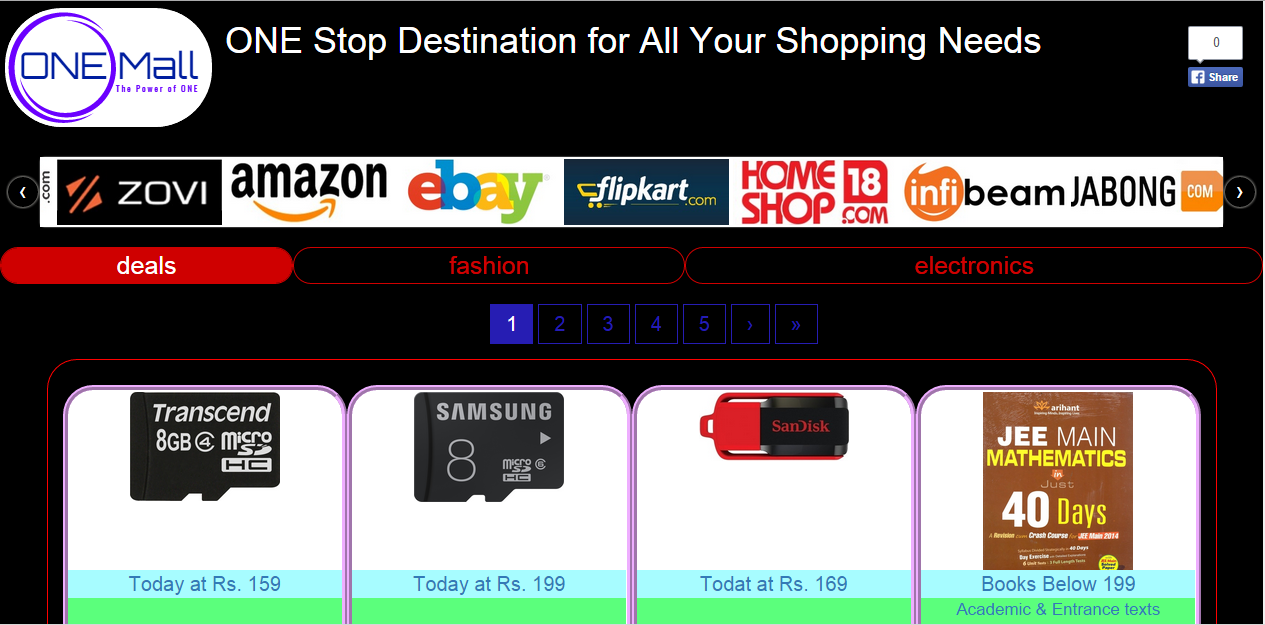 ONE Mall
The Power of ONE
ONE Stop Destination for All Your Shopping Needs
0
Share
.com
ZOVI
amazon
ebay
flipkart.com
HOME SHOP 18 .COM
infibeam
JABONG COM
deals
fashion
electronics
1 2 3 4 5 › »
Transcend
8GB 4 micro SD HC
SAMSUNG
8
micro SD HC 6
SanDisk
arihant
JEE MAIN
MATHEMATICS
in
Just
40 Days
A Revision cum Crash Course for JEE Main 2014
Today at Rs. 159
Today at Rs. 199
Todat at Rs. 169
Books Below 199
Academic & Entrance texts